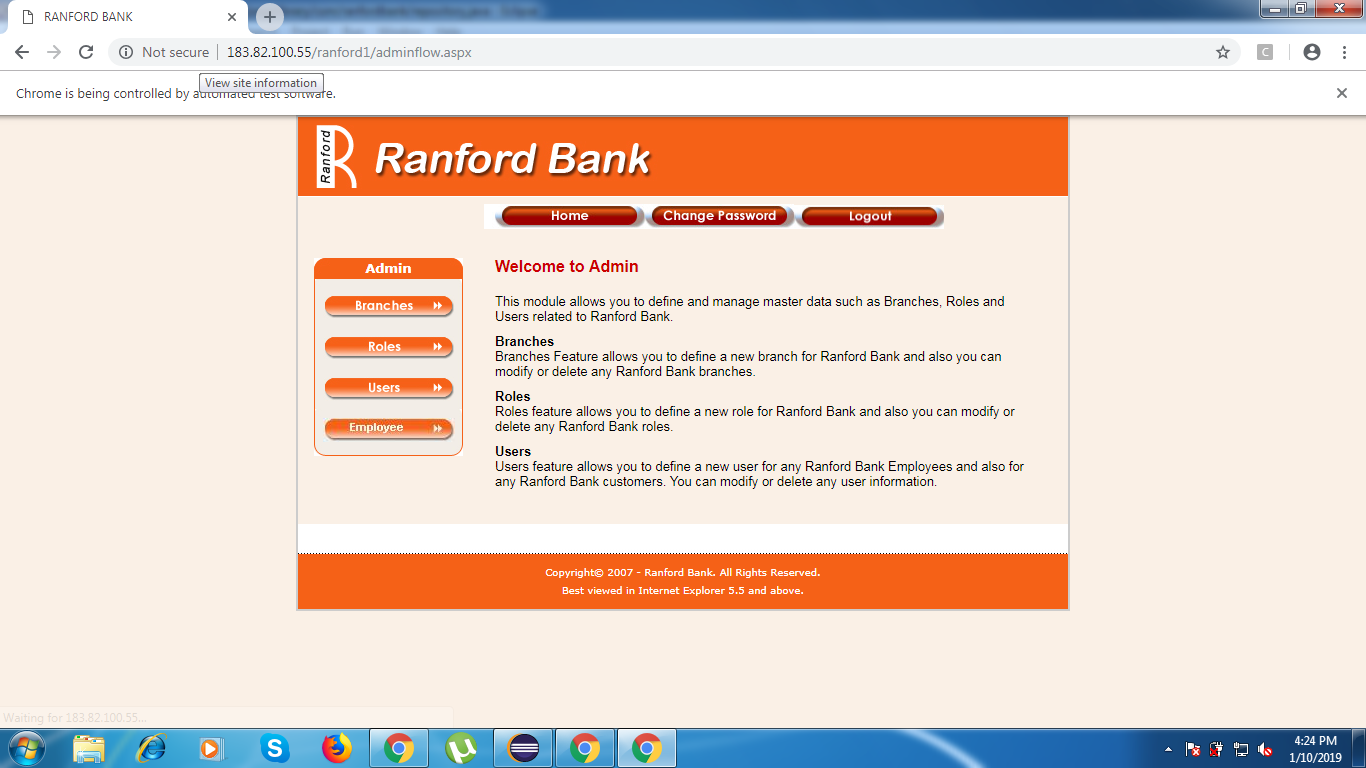 RANFORD BANK
Not secure
183.82.100.55/ranford1/adminflow.aspx
C
View site information
Chrome is being controlled by automated test software.
Ranford
Ranford Bank
Home
Change Password
Logout
Admin
Branches
Roles
Users
Employee
Welcome to Admin
This module allows you to define and manage master data such as Branches, Roles and
Users related to Ranford Bank.
Branches
Branches Feature allows you to define a new branch for Ranford Bank and also you can
modify or delete any Ranford Bank branches.
Roles
Roles feature allows you to define a new role for Ranford Bank and also you can modify or
delete any Ranford Bank roles.
Users
Users feature allows you to define a new user for any Ranford Bank Employees and also for
any Ranford Bank customers. You can modify or delete any user information.
Copyright© 2007 - Ranford Bank. All Rights Reserved.
Best viewed in Internet Explorer 5.5 and above.
Waiting for 183.82.100.55...
4:24 PM
1/10/2019